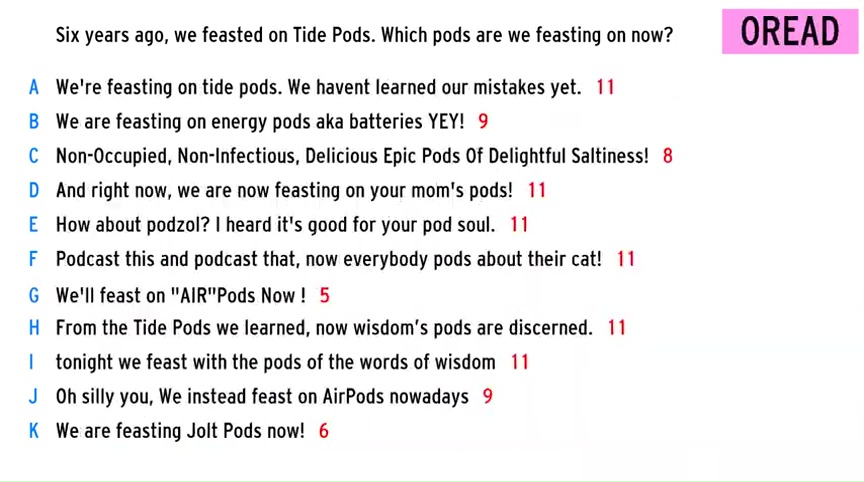 Six years ago, we feasted on Tide Pods. Which pods are we feasting on now?
OREAD
A We're feasting on tide pods. We havent learned our mistakes yet. 11
B We are feasting on energy pods aka batteries YEY! 9
C Non-Occupied, Non-Infectious, Delicious Epic Pods Of Delightful Saltiness! 8
D And right now, we are now feasting on your mom's pods! 11
E How about podzol? I heard it's good for your pod soul. 11
F Podcast this and podcast that, now everybody pods about their cat! 11
G We'll feast on "AIR"Pods Now ! 5
H From the Tide Pods we learned, now wisdom’s pods are discerned. 11
I tonight we feast with the pods of the words of wisdom 11
J Oh silly you, We instead feast on AirPods nowadays 9
K We are feasting Jolt Pods now! 6